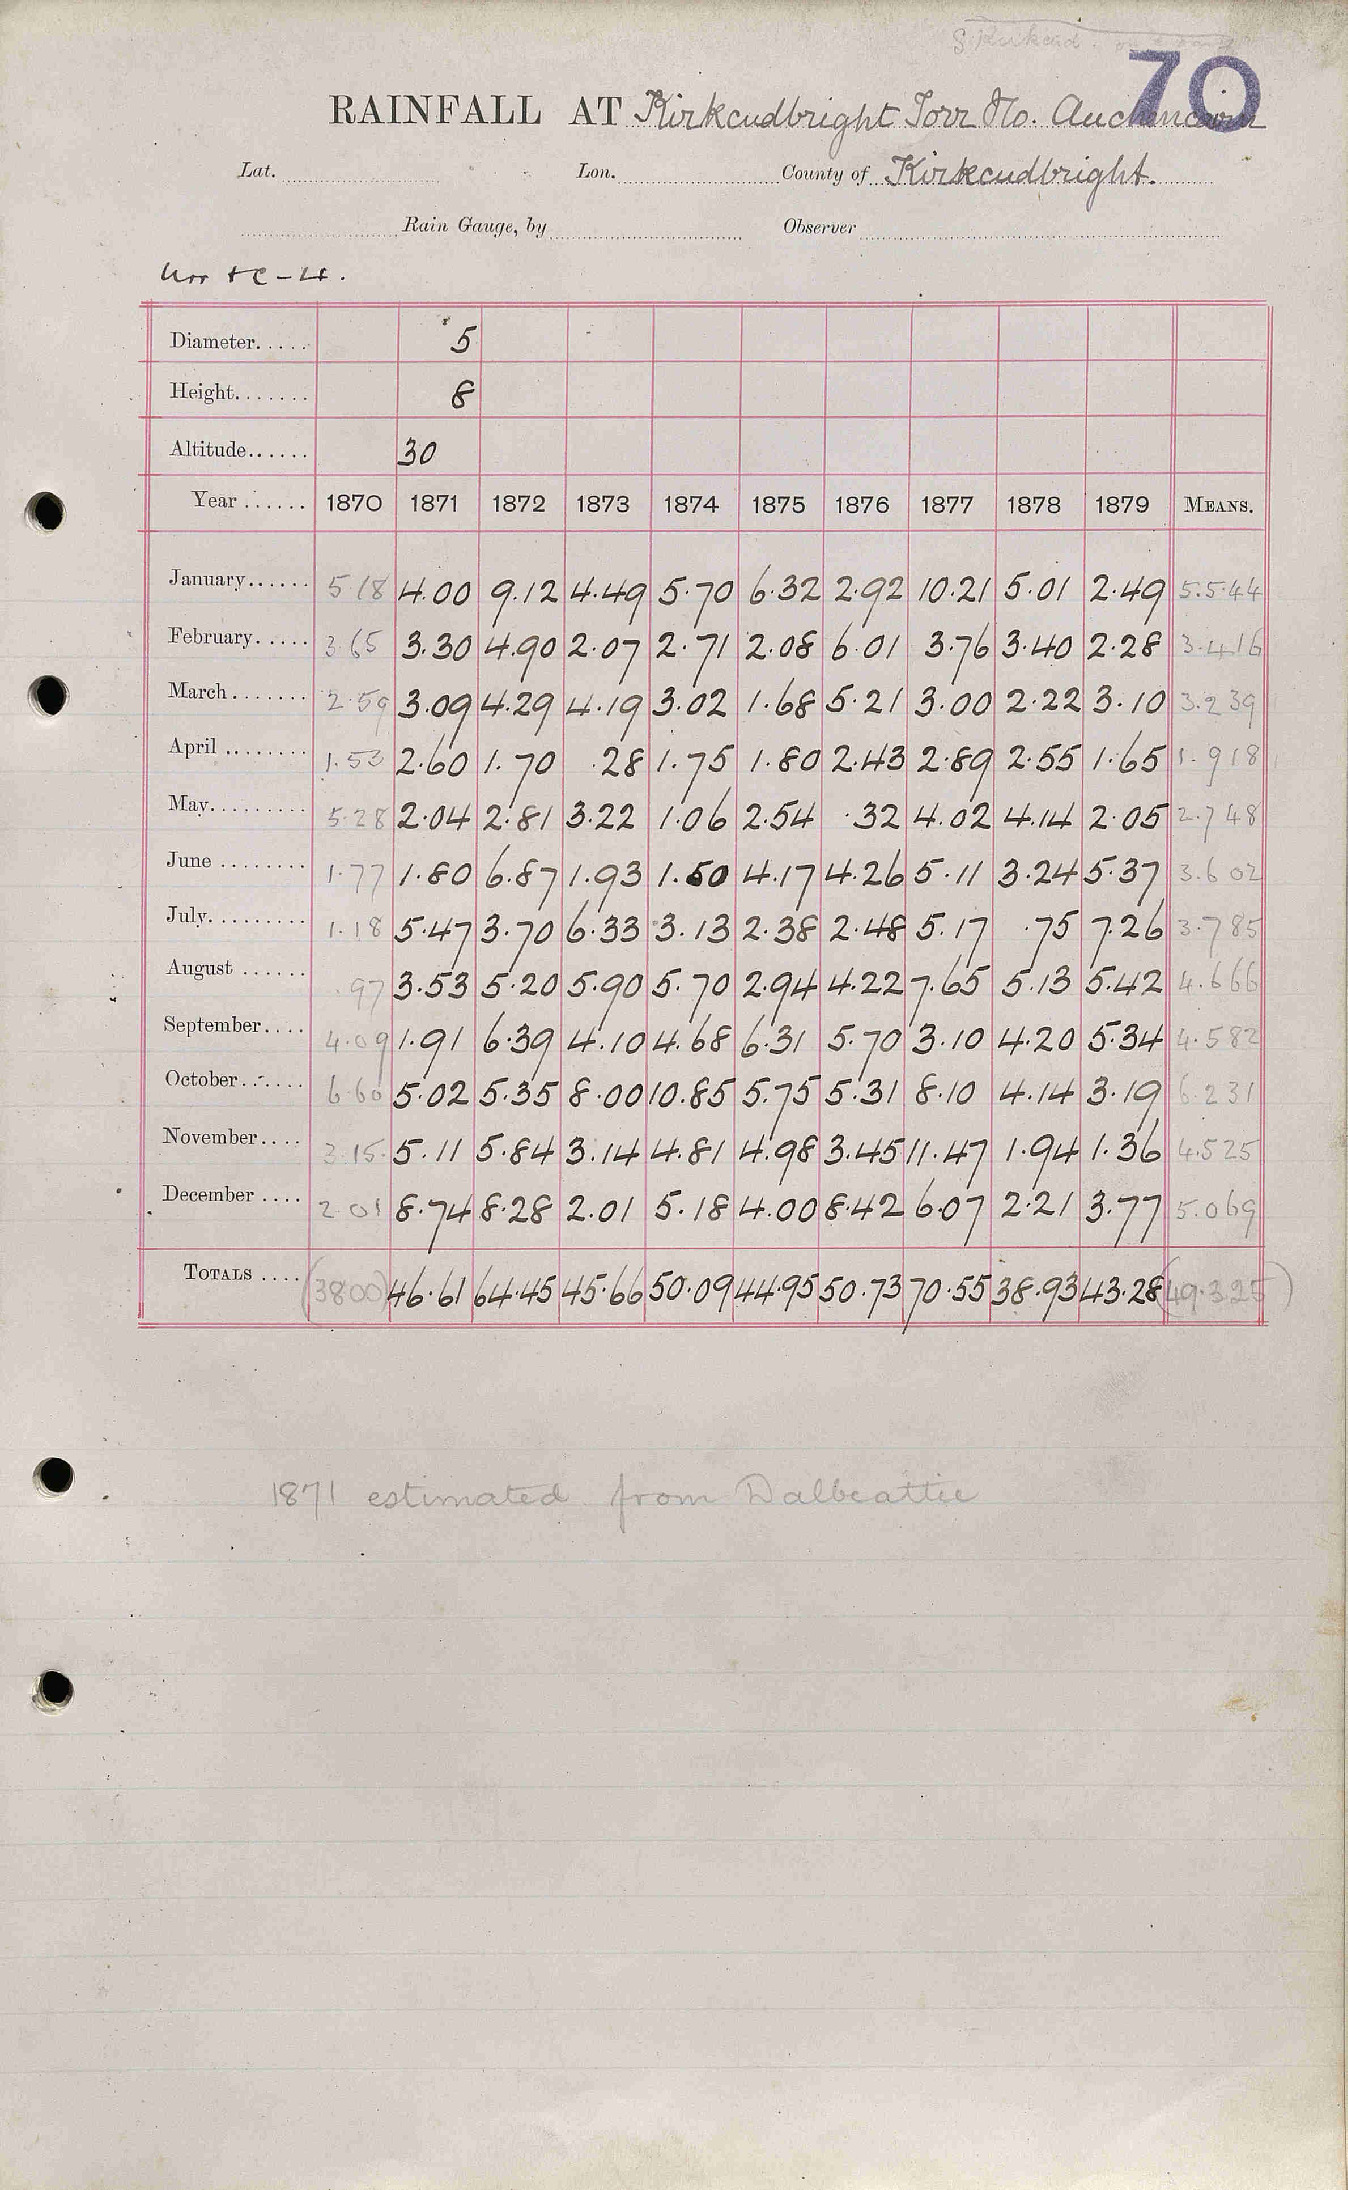 70
RAINFALL AT Kirkcudbright Torr Ho. Auchencairn
Lat. Lon. County of Kirkcudbright.
Rain Gauge, by Observer
Diameter..... 5
Height....... 8
Altitude...... 30
Year ...... 1870 1871 1872 1873 1874 1875 1876 1877 1878 1879 MEANS.
January...... 5.18 4.00 9.12 4.49 5.70 6.32 2.92 10.21 5.01 2.49 5.544
February..... 3.65 3.30 4.90 2.07 2.71 2.08 6.01 3.76 3.40 2.28 3.416
March....... 2.59 3.09 4.29 4.19 3.02 1.68 5.21 3.00 2.22 3.10 3.239
April ........ 1.53 2.60 1.70 .28 1.75 1.80 2.43 2.89 2.55 1.65 1.918
May......... 5.28 2.04 2.81 3.22 1.06 2.54 .32 4.02 4.14 2.05 2.748
June ........ 1.77 1.80 6.87 1.93 1.50 4.17 4.26 5.11 3.24 5.37 3.602
July......... 1.18 5.47 3.70 6.33 3.13 2.38 2.48 5.17 .75 7.26 3.785
August ...... .97 3.53 5.20 5.90 5.70 2.94 4.22 7.65 5.13 5.42 4.666
September.... 4.09 1.91 6.39 4.10 4.68 6.31 5.70 3.10 4.20 5.34 4.582
October...... 6.60 5.02 5.35 8.00 10.85 5.75 5.31 8.10 4.14 3.19 6.231
November.... 3.15 5.11 5.84 3.14 4.81 4.98 3.45 11.47 1.94 1.36 4.525
December .... 2.01 8.74 8.28 2.01 5.18 4.00 8.42 6.07 2.21 3.77 5.069
TOTALS .... (3800) 46.61 64.45 45.66 50.09 44.95 50.73 70.55 38.93 43.28 (49.325)
1871 estimated from Dalbeattie